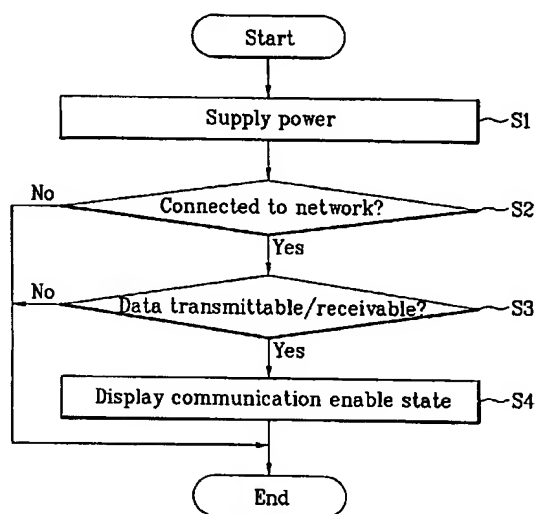 Start
Supply power
S1
No
Connected to network?
S2
Yes
No
Data transmittable/receivable?
S3
Yes
Display communication enable state
S4
End